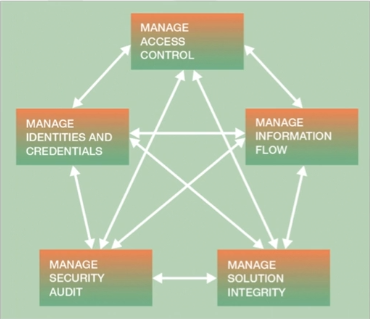 MANAGE
ACCESS
CONTROL
MANAGE
IDENTITIES AND
CREDENTIALS
MANAGE
INFORMATION
FLOW
MANAGE
SECURITY
AUDIT
MANAGE
SOLUTION
INTEGRITY